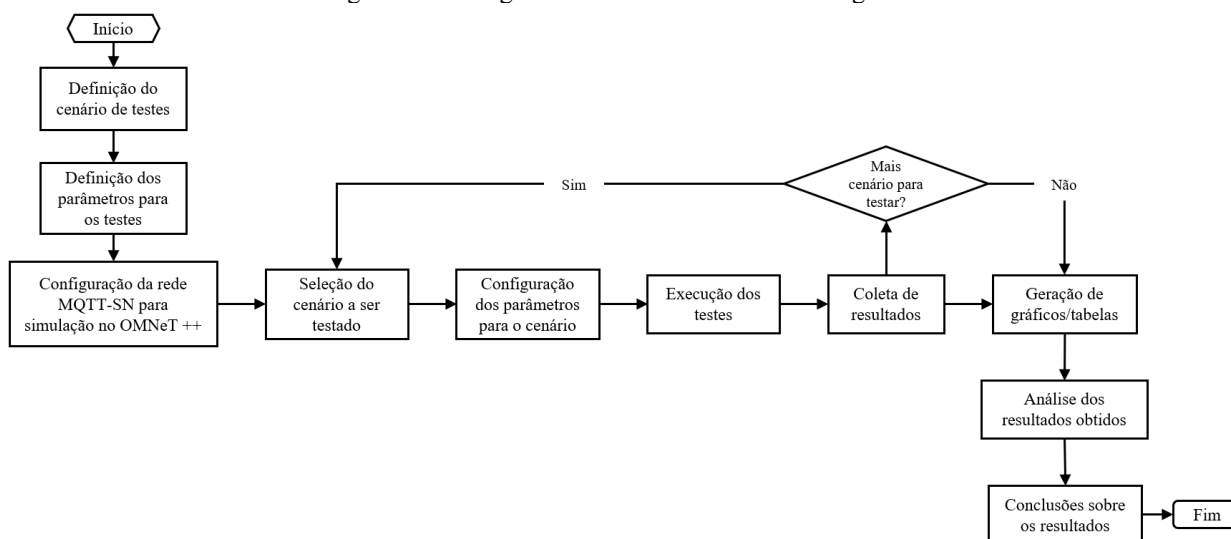 Início
Definição do
cenário de testes
Definição dos
parâmetros para
os testes
Configuração da rede
MQTT-SN para
simulação no OMNeT ++
Seleção do
cenário a ser
testado
Configuração
dos parâmetros
para o cenário
Execução dos
testes
Coleta de
resultados
Mais
cenário para
testar?
Sim
Não
Geração de
gráficos/tabelas
Análise dos
resultados obtidos
Conclusões sobre
os resultados
Fim